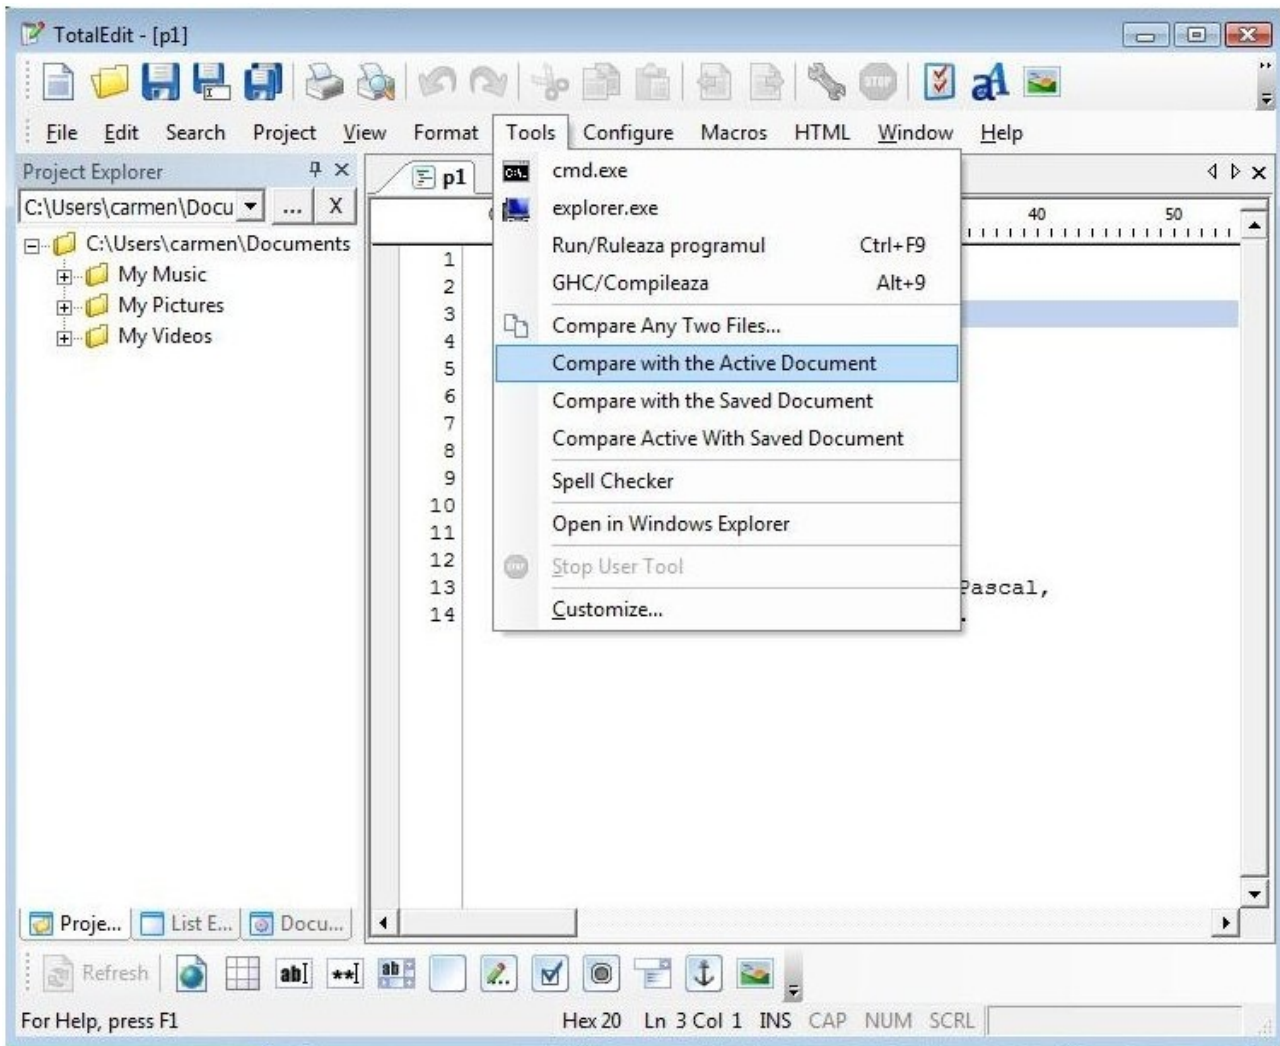 TotalEdit - [p1]
STOP
File Edit Search Project View Format Tools Configure Macros HTML Window Help
Project Explorer
C:\Users\carmen\Docu ... X
C:\Users\carmen\Documents
My Music
My Pictures
My Videos
p1
40 50
1
2
3
4
5
6
7
8
9
10
11
12
13 Pascal,
14
cmd.exe
explorer.exe
Run/Ruleaza programul Ctrl+F9
GHC/Compileaza Alt+9
Compare Any Two Files...
Compare with the Active Document
Compare with the Saved Document
Compare Active With Saved Document
Spell Checker
Open in Windows Explorer
Stop User Tool
Customize...
Proje... List E... Docu...
Refresh ab **
For Help, press F1 Hex 20 Ln 3 Col 1 INS CAP NUM SCRL